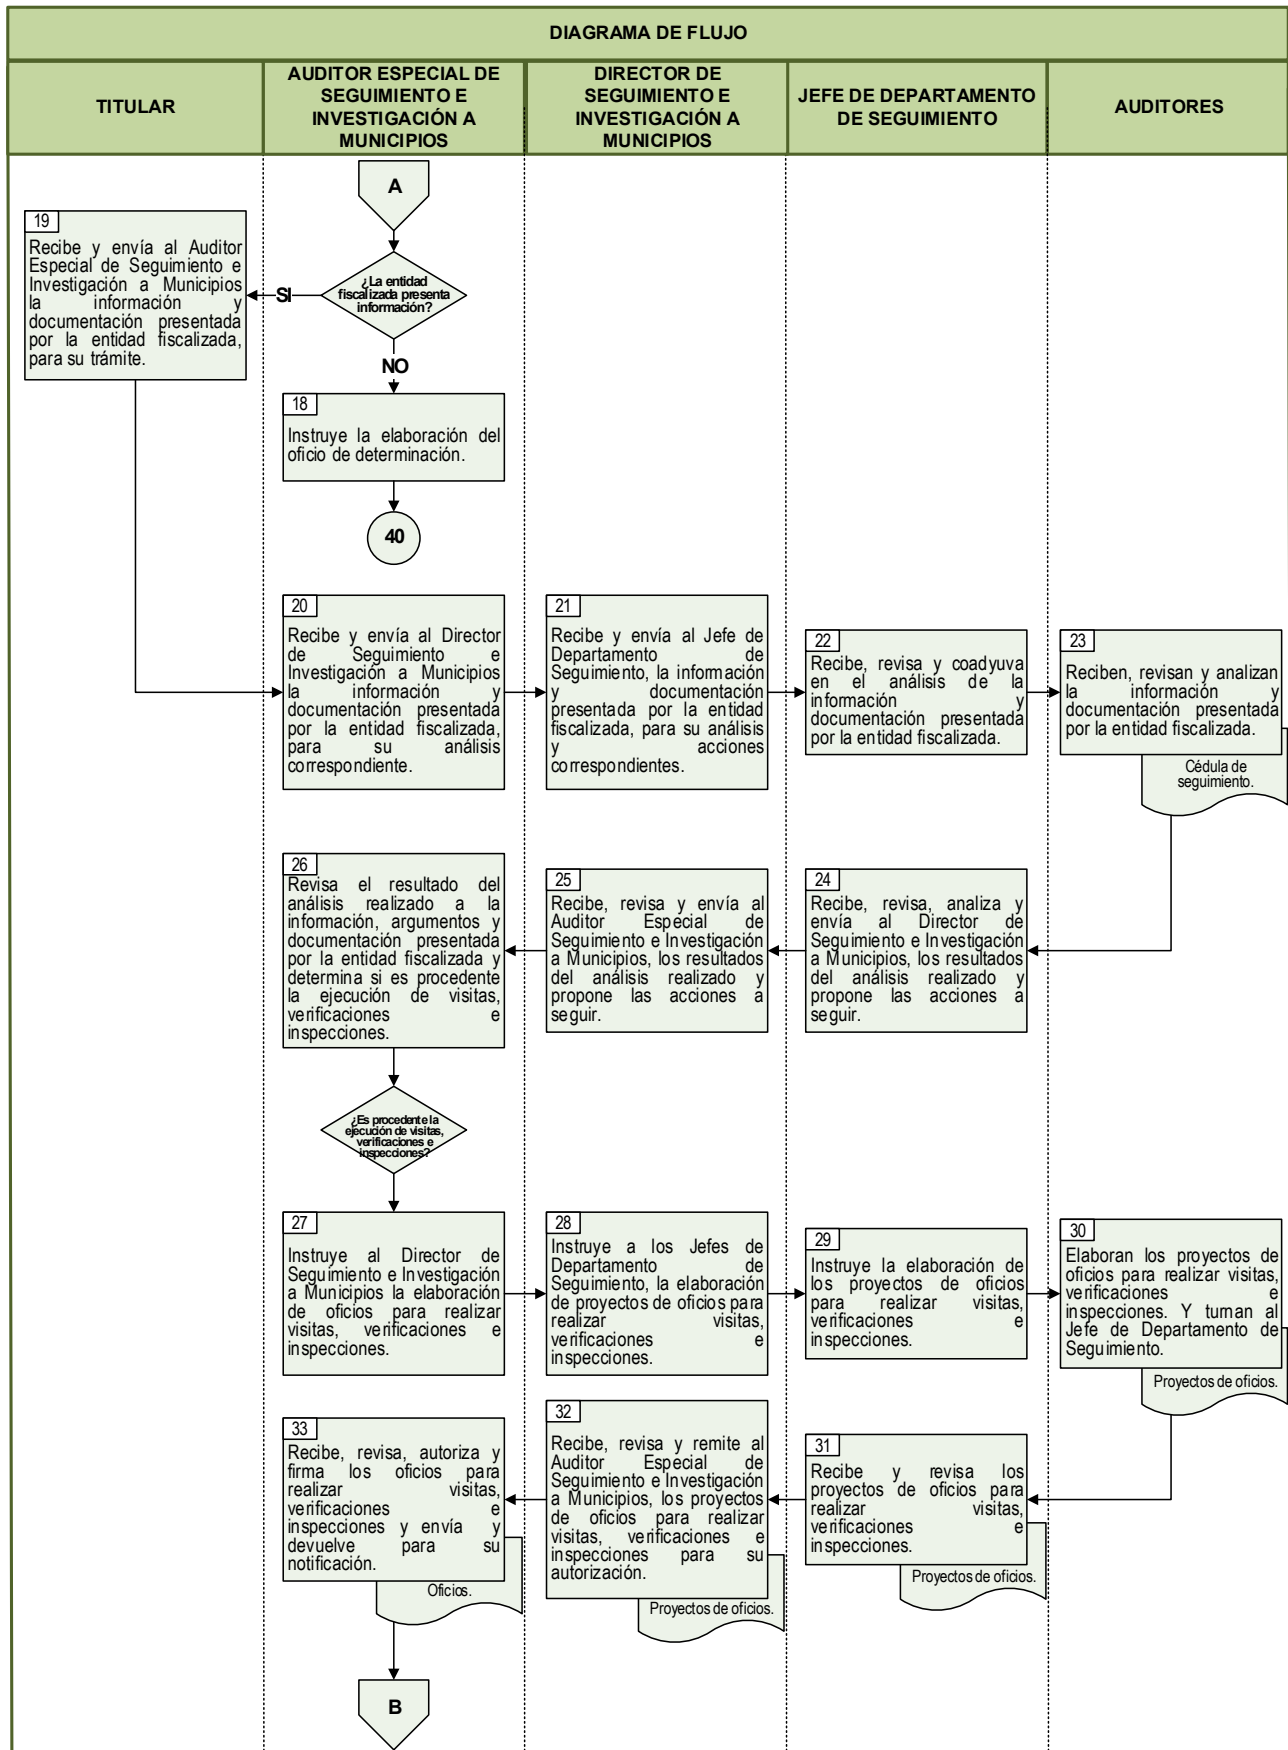 DIAGRAMA DE FLUJO
TITULAR
AUDITOR ESPECIAL DE
SEGUIMIENTO E
INVESTIGACIÓN A
MUNICIPIOS
DIRECTOR DE
SEGUIMIENTO E
INVESTIGACIÓN A
MUNICIPIOS
JEFE DE DEPARTAMENTO
DE SEGUIMIENTO
AUDITORES
A
¿La entidad
fiscalizada presenta
información?
SI
NO
19
Recibe y envía al Auditor
Especial de Seguimiento e
Investigación a Municipios
la información y
documentación presentada
por la entidad fiscalizada,
para su trámite.
18
Instruye la elaboración del
oficio de determinación.
40
20
Recibe y envía al Director
de Seguimiento e
Investigación a Municipios
la información y
documentación presentada
por la entidad fiscalizada,
para su análisis
correspondiente.
21
Recibe y envía al Jefe de
Departamento de
Seguimiento, la información
y documentación
presentada por la entidad
fiscalizada, para su análisis
y acciones
correspondientes.
22
Recibe, revisa y coadyuva
en el análisis de la
información y
documentación presentada
por la entidad fiscalizada.
23
Reciben, revisan y analizan
la información y
documentación presentada
por la entidad fiscalizada.
Cédula de
seguimiento.
26
Revisa el resultado del
análisis realizado a la
información, argumentos y
documentación presentada
por la entidad fiscalizada y
determina si es procedente
la ejecución de visitas,
verificaciones e
inspecciones.
25
Recibe, revisa y envía al
Auditor Especial de
Seguimiento e Investigación
a Municipios, los resultados
del análisis realizado y
propone las acciones a
seguir.
24
Recibe, revisa, analiza y
envía al Director de
Seguimiento e Investigación
a Municipios, los resultados
del análisis realizado y
propone las acciones a
seguir.
¿Es procedente la
ejecución de visitas,
verificaciones e
inspecciones?
27
Instruye al Director de
Seguimiento e Investigación
a Municipios la elaboración
de oficios para realizar
visitas, verificaciones e
inspecciones.
28
Instruye a los Jefes de
Departamento de
Seguimiento, la elaboración
de proyectos de oficios para
realizar visitas,
verificaciones e
inspecciones.
29
Instruye la elaboración de
los proyectos de oficios
para realizar visitas,
verificaciones e
inspecciones.
30
Elaboran los proyectos de
oficios para realizar visitas,
verificaciones e
inspecciones. Y turnan al
Jefe de Departamento de
Seguimiento.
Proyectos de oficios.
33
Recibe, revisa, autoriza y
firma los oficios para
realizar visitas,
verificaciones e
inspecciones y envía y
devuelve para su
notificación.
Oficios.
32
Recibe, revisa y remite al
Auditor Especial de
Seguimiento e Investigación
a Municipios, los proyectos
de oficios para realizar
visitas, verificaciones e
inspecciones para su
autorización.
Proyectos de oficios.
31
Recibe y revisa los
proyectos de oficios para
realizar visitas,
verificaciones e
inspecciones.
Proyectos de oficios.
B